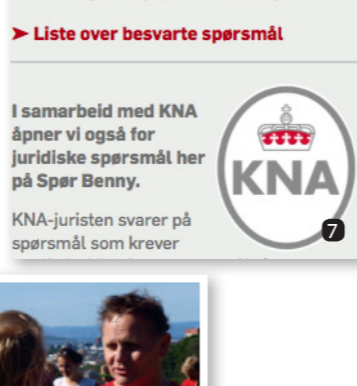 ➤ Liste over besvarte spørsmål
I samarbeid med KNA
åpner vi også for
juridiske spørsmål her
på Spør Benny.
KNA-juristen svarer på
spørsmål som krever
KNA
7